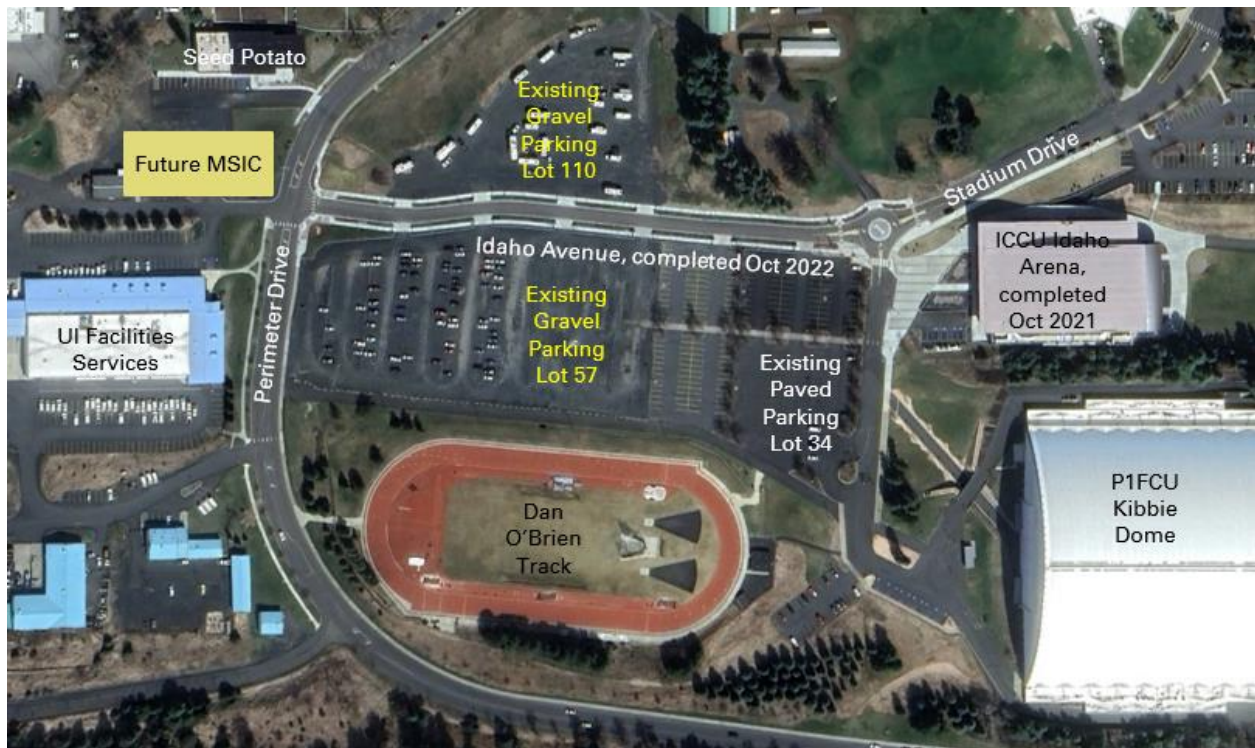 Seed Potato
Existing
Gravel
Parking
Lot 110
Future MSIC
Stadium Drive
Idaho Avenue, completed Oct 2022
ICCU Idaho
Arena,
completed
Oct 2021
Perimeter Drive
Existing
Gravel
Parking
Lot 57
UI Facilities
Services
Existing
Paved
Parking
Lot 34
P1FCU
Kibbie
Dome
Dan
O’Brien
Track